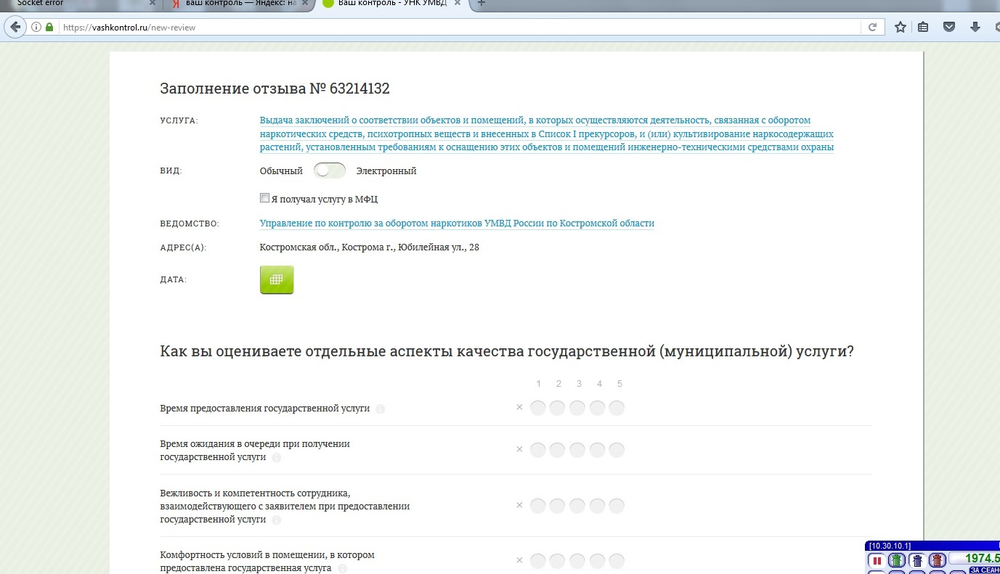 Socket error
ваш контроль — Яндекс: на
Ваш контроль - УНК УМВД
https://vashkontrol.ru/new-review
Заполнение отзыва № 63214132
УСЛУГА:
Выдача заключений о соответствии объектов и помещений, в которых осуществляются деятельность, связанная с оборотом
наркотических средств, психотропных веществ и внесенных в Список I прекурсоров, и (или) культивирование наркосодержащих
растений, установленным требованиям к оснащению этих объектов и помещений инженерно-техническими средствами охраны
ВИД:
Обычный Электронный
Я получал услугу в МФЦ
ВЕДОМСТВО:
Управление по контролю за оборотом наркотиков УМВД России по Костромской области
АДРЕС(А):
Костромская обл., Кострома г., Юбилейная ул., 28
ДАТА:
Как вы оцениваете отдельные аспекты качества государственной (муниципальной) услуги?
1 2 3 4 5
Время предоставления государственной услуги
Время ожидания в очереди при получении
государственной услуги
Вежливость и компетентность сотрудника,
взаимодействующего с заявителем при предоставлении
государственной услуги
Комфортность условий в помещении, в котором
предоставлена государственная услуга
[10.30.10.1]
1974.5
ЗА СЕАН